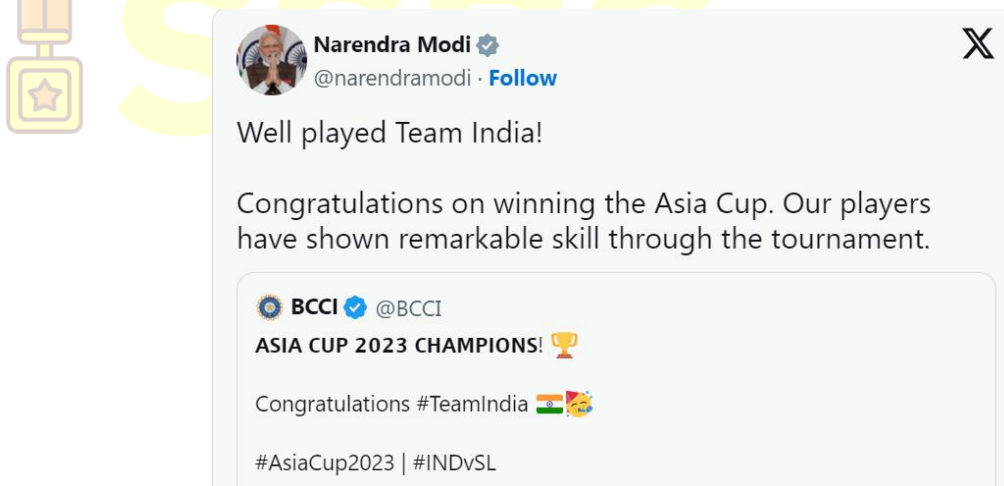 Narendra Modi
@narendramodi · Follow
Well played Team India!
Congratulations on winning the Asia Cup. Our players
have shown remarkable skill through the tournament.
BCCI @BCCI
ASIA CUP 2023 CHAMPIONS! 🏆
Congratulations #TeamIndia 🇮🇳🥳
#AsiaCup2023 | #INDvSL